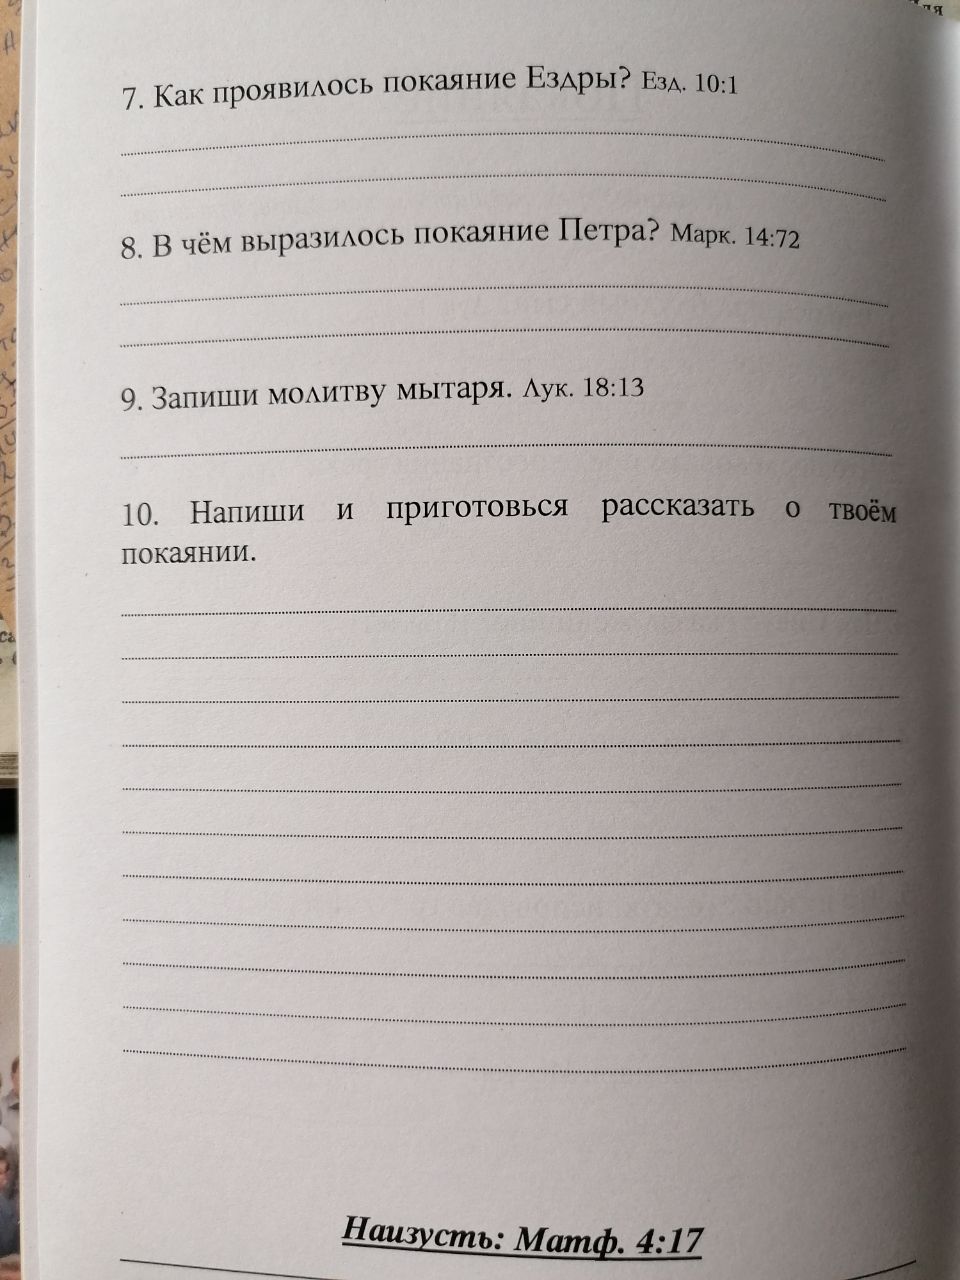 7. Как проявилось покаяние Ездры? Езд. 10:1
8. В чём выразилось покаяние Петра? Марк. 14:72
9. Запиши молитву мытаря. Лук. 18:13
10. Напиши и приготовься рассказать о твоём
покаянии.
Наизусть: Матф. 4:17